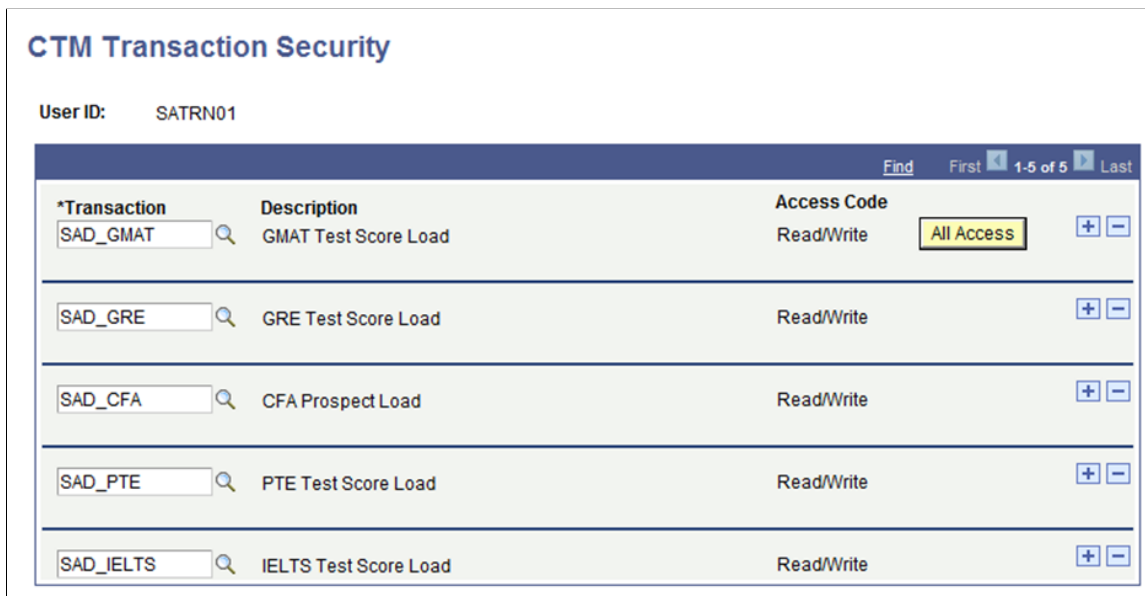 CTM Transaction Security
User ID: SATRN01
Find First 1-5 of 5 Last
*Transaction Description Access Code
SAD_GMAT GMAT Test Score Load Read/Write All Access
SAD_GRE GRE Test Score Load Read/Write
SAD_CFA CFA Prospect Load Read/Write
SAD_PTE PTE Test Score Load Read/Write
SAD_IELTS IELTS Test Score Load Read/Write